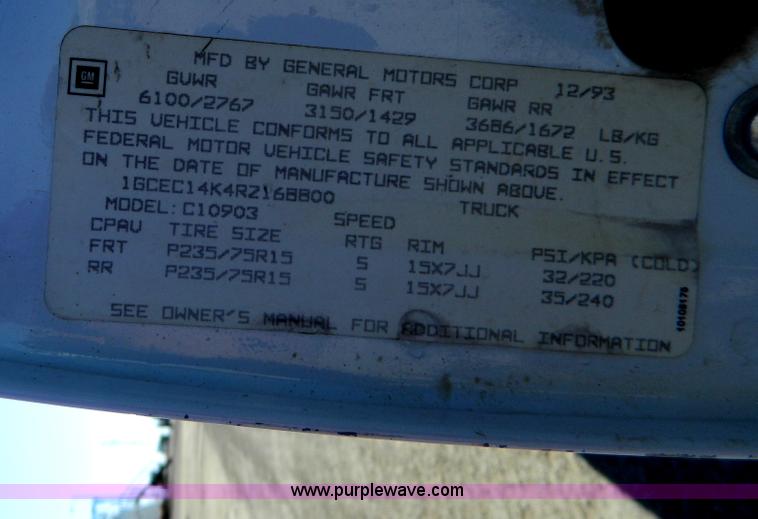 GM
MFD BY GENERAL MOTORS CORP 12/93
GVWR GAWR FRT GAWR RR
6100/2767 3150/1429 3686/1672 LB/KG
THIS VEHICLE CONFORMS TO ALL APPLICABLE U.S.
FEDERAL MOTOR VEHICLE SAFETY STANDARDS IN EFFECT
ON THE DATE OF MANUFACTURE SHOWN ABOVE.
1GCEC14K4RZ168800 TRUCK
MODEL: C10903
CPAV TIRE SIZE SPEED RTG RIM PSI/KPA (COLD)
FRT P235/75R15 S 15X7JJ 32/220
RR P235/75R15 S 15X7JJ 35/240
SEE OWNER'S MANUAL FOR ADDITIONAL INFORMATION
10108175
www.purplewave.com